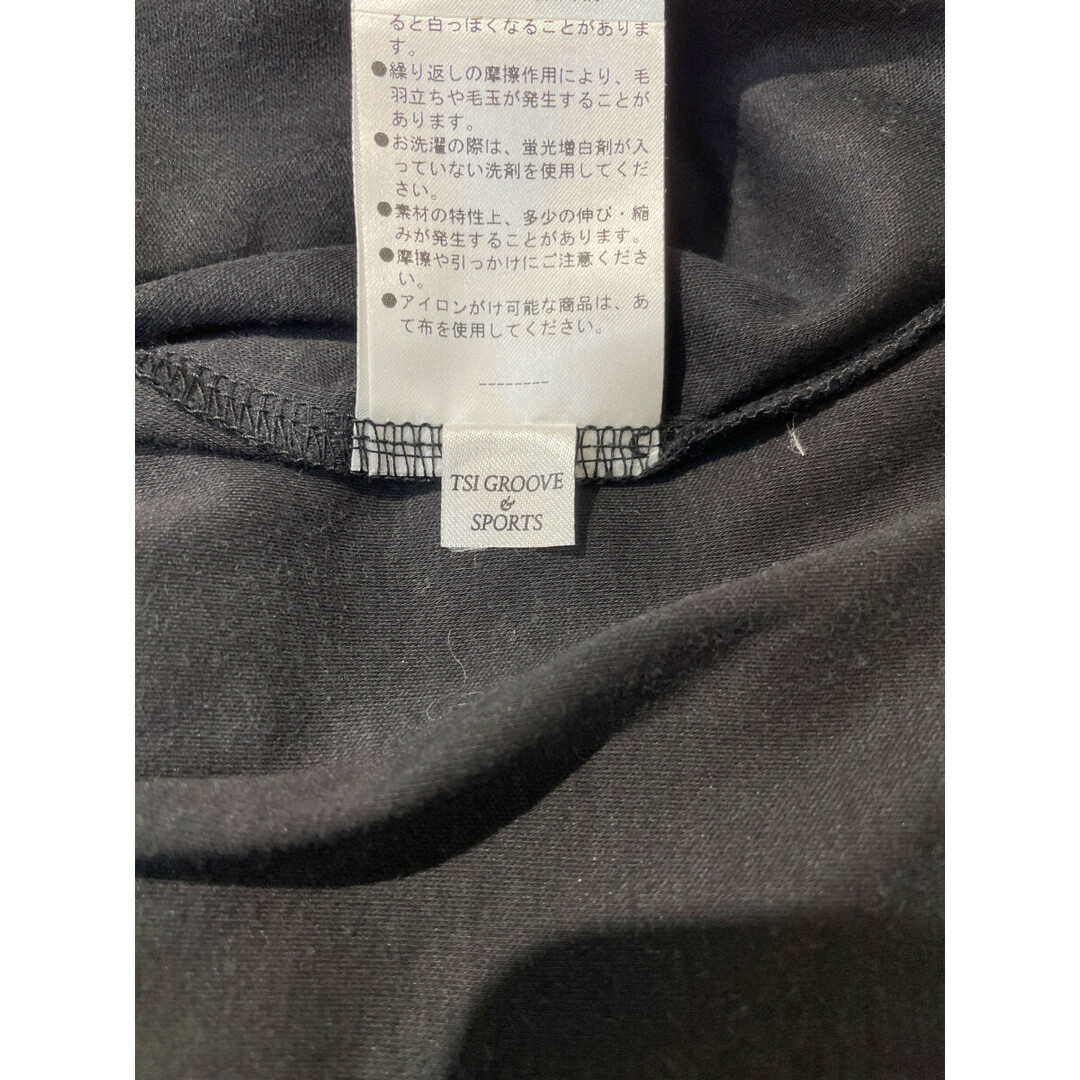 ると白っぽくなることがありま
す。
●繰り返しの摩擦作用により、毛
羽立ちや毛玉が発生することが
あります。
●お洗濯の際は、蛍光増白剤が入
っていない洗剤を使用してくだ
さい。
●素材の特性上、多少の伸び・縮
みが発生することがあります。
●摩擦や引っかけにご注意くださ
い。
●アイロンがけ可能な商品は、あ
て布を使用してください。
--------
TSI GROOVE
&
SPORTS